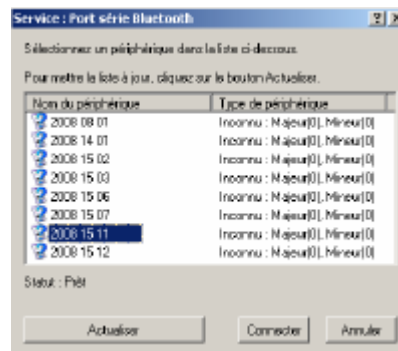 Service : Port série Bluetooth
Sélectionnez un périphérique dans la liste ci-dessous.
Pour mettre la liste à jour, cliquez sur le bouton Actualiser.
Nom du périphérique Type de périphérique
2008 08 01 Inconnu : Majeur[0], Mineur[0]
2008 14 01 Inconnu : Majeur[0], Mineur[0]
2008 15 02 Inconnu : Majeur[0], Mineur[0]
2008 15 03 Inconnu : Majeur[0], Mineur[0]
2008 15 06 Inconnu : Majeur[0], Mineur[0]
2008 15 07 Inconnu : Majeur[0], Mineur[0]
2008 15 11 Inconnu : Majeur[0], Mineur[0]
2008 15 12 Inconnu : Majeur[0], Mineur[0]
Statut : Prêt
Actualiser Connecter Annuler